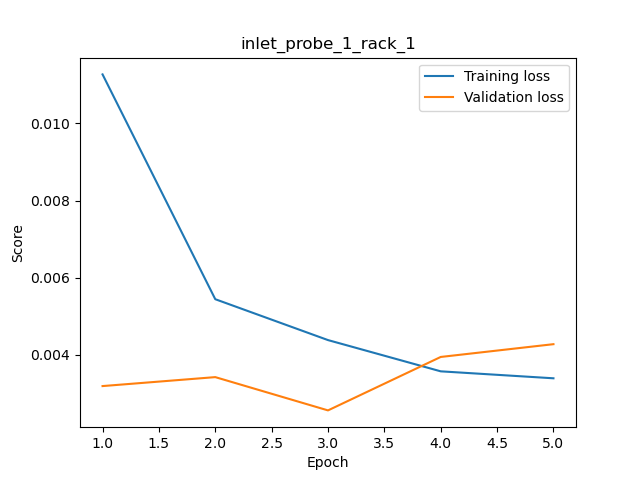 inlet_probe_1_rack_1
Training loss
Validation loss
0.010
0.008
0.006
0.004
Score
1.0 1.5 2.0 2.5 3.0 3.5 4.0 4.5 5.0
Epoch